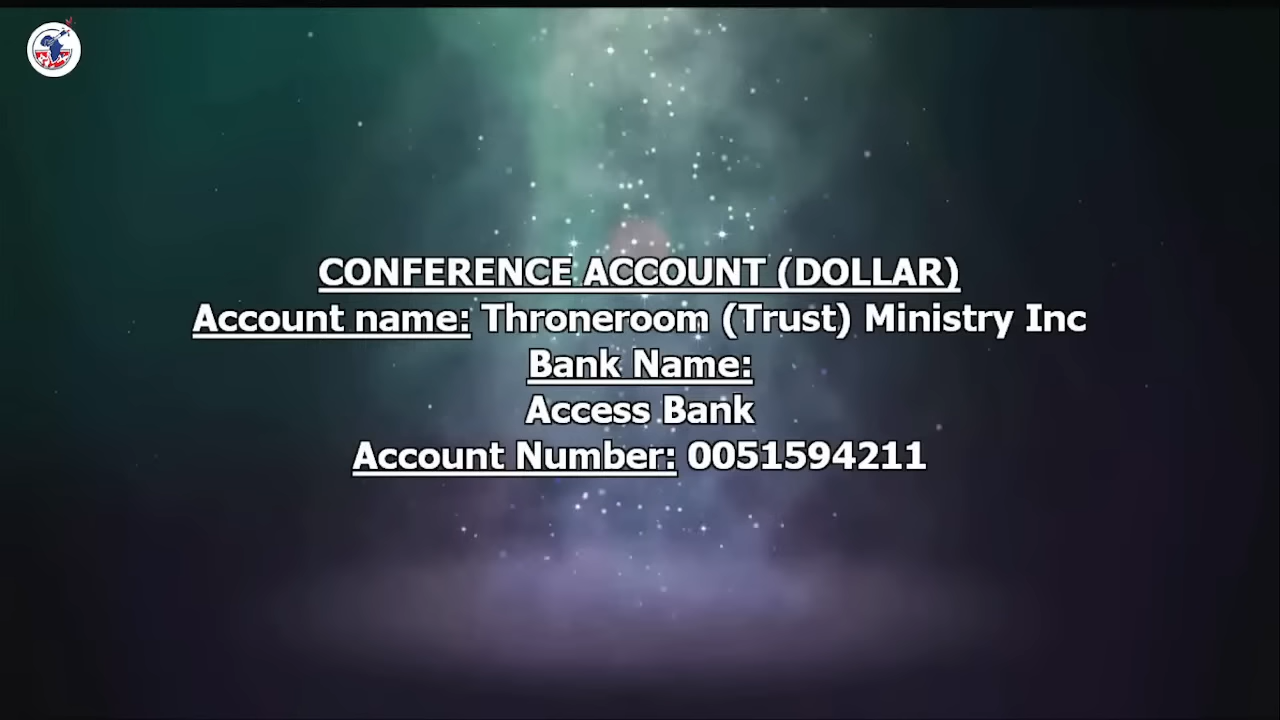 CONFERENCE ACCOUNT (DOLLAR)
Account name: Throneroom (Trust) Ministry Inc
Bank Name:
Access Bank
Account Number: 0051594211